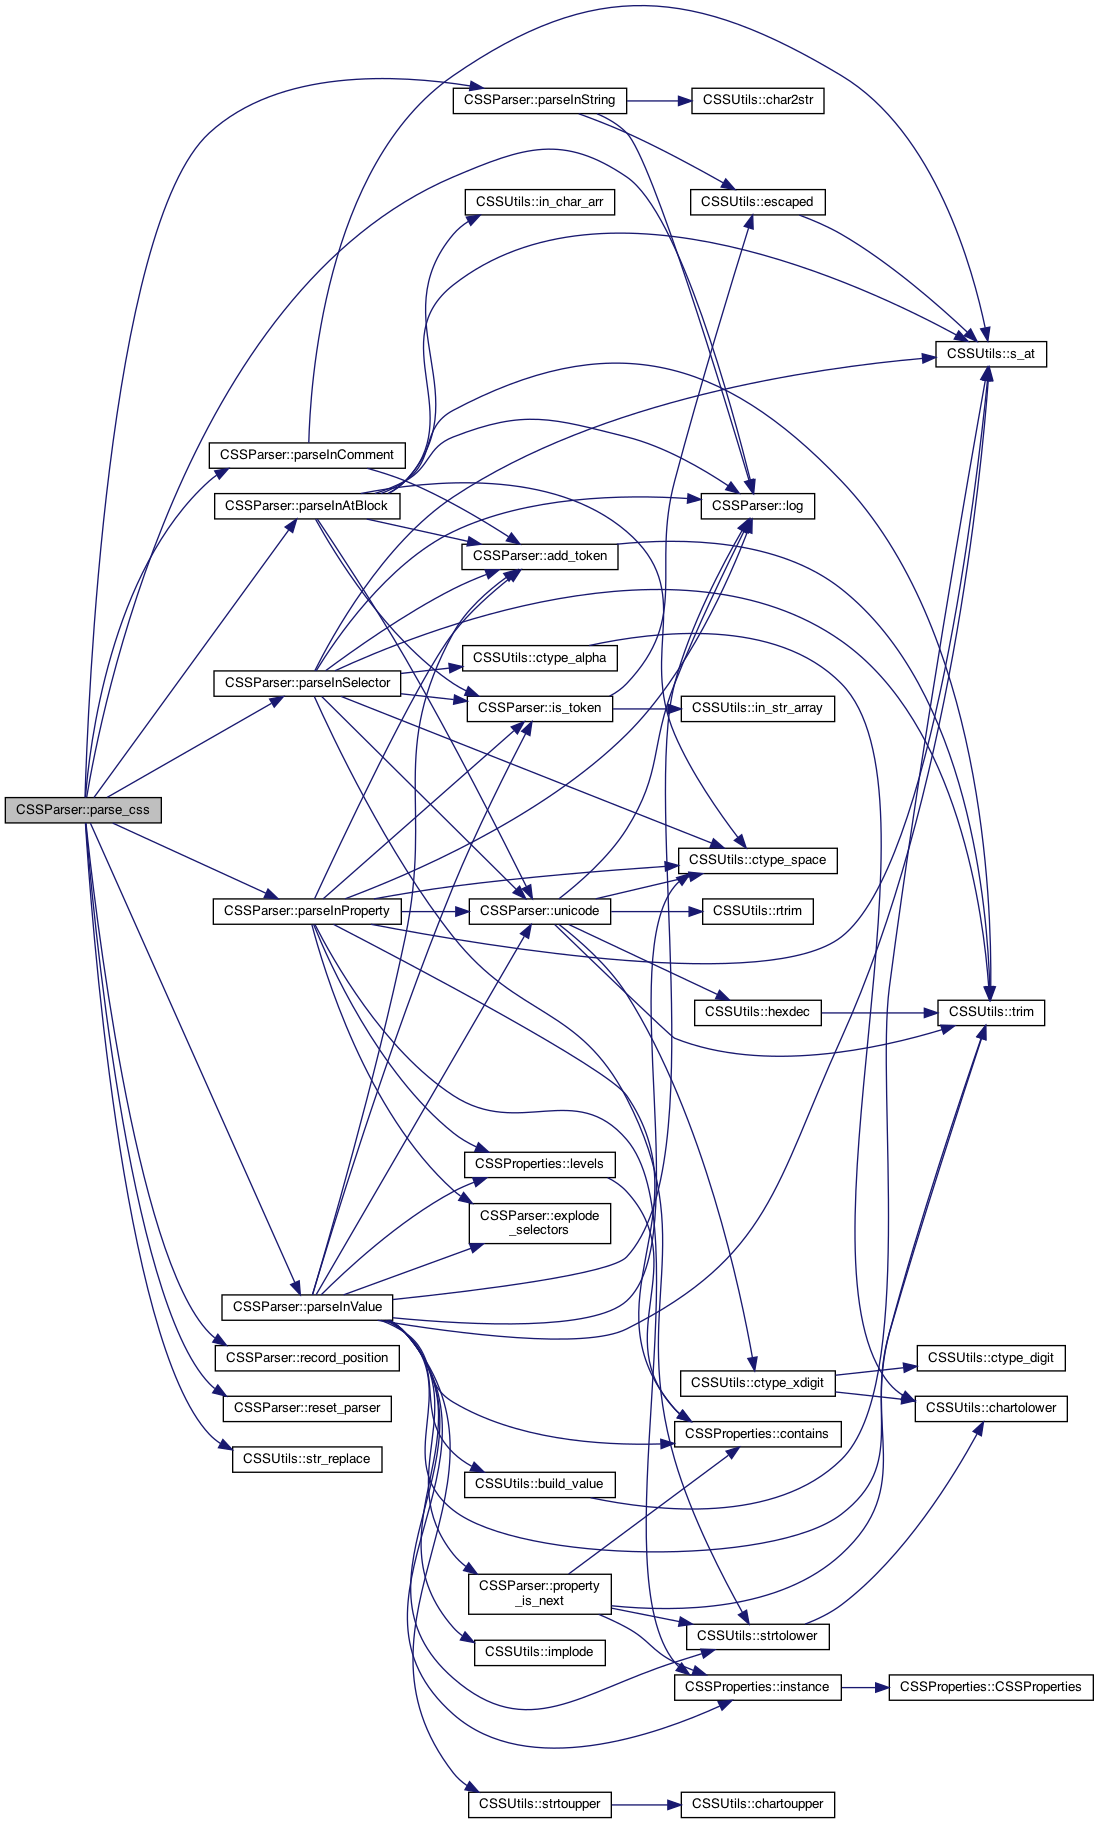 CSSParser::parseInString
CSSUtils::char2str
CSSUtils::in_char_arr
CSSUtils::escaped
CSSUtils::s_at
CSSParser::parseInComment
CSSParser::parseInAtBlock
CSSParser::log
CSSParser::add_token
CSSUtils::ctype_alpha
CSSParser::parseInSelector
CSSParser::is_token
CSSUtils::in_str_array
CSSParser::parse_css
CSSUtils::ctype_space
CSSParser::parseInProperty
CSSParser::unicode
CSSUtils::rtrim
CSSUtils::hexdec
CSSUtils::trim
CSSProperties::levels
CSSParser::explode
_selectors
CSSParser::parseInValue
CSSParser::record_position
CSSUtils::ctype_digit
CSSUtils::ctype_xdigit
CSSParser::reset_parser
CSSUtils::chartolower
CSSProperties::contains
CSSUtils::str_replace
CSSUtils::build_value
CSSParser::property
_is_next
CSSUtils::strtolower
CSSUtils::implode
CSSProperties::instance
CSSProperties::CSSProperties
CSSUtils::strtoupper
CSSUtils::chartoupper